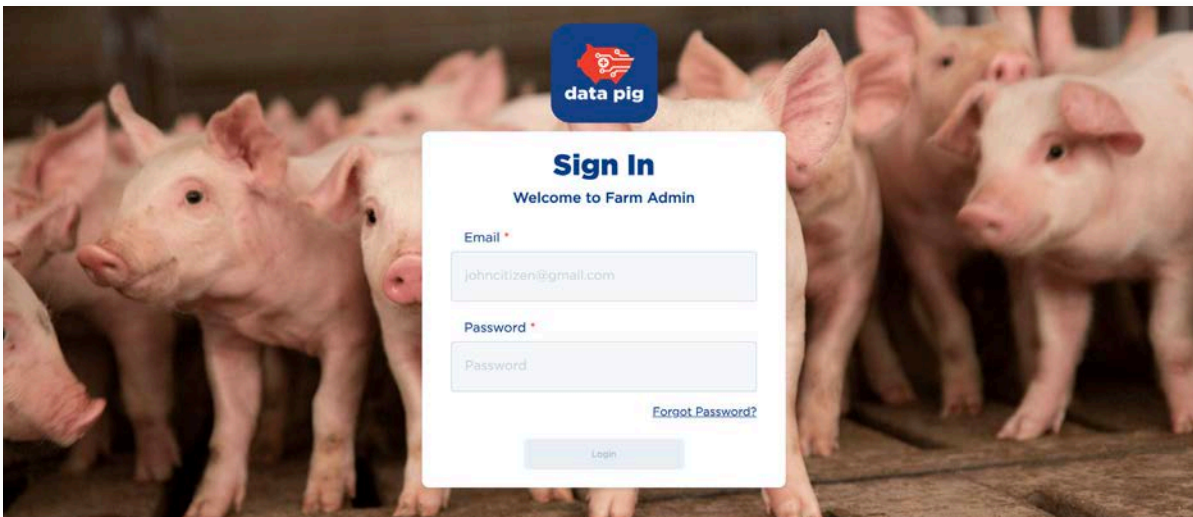 data pig
Sign In
Welcome to Farm Admin
Email *
johncitizen@gmail.com
Password *
Password
Forgot Password?
Login